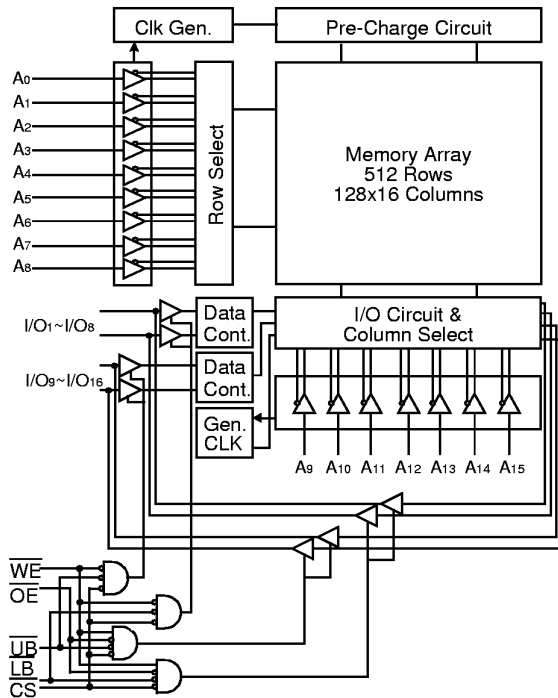 Clk Gen.
Pre-Charge Circuit
A0
A1
A2
A3
A4
A5
A6
A7
A8
Row Select
Memory Array
512 Rows
128x16 Columns
I/O1~I/O8
Data
Cont.
I/O Circuit &
Column Select
I/O9~I/O16
Data
Cont.
Gen.
CLK
A9 A10 A11 A12 A13 A14 A15
WE
OE
UB
LB
CS